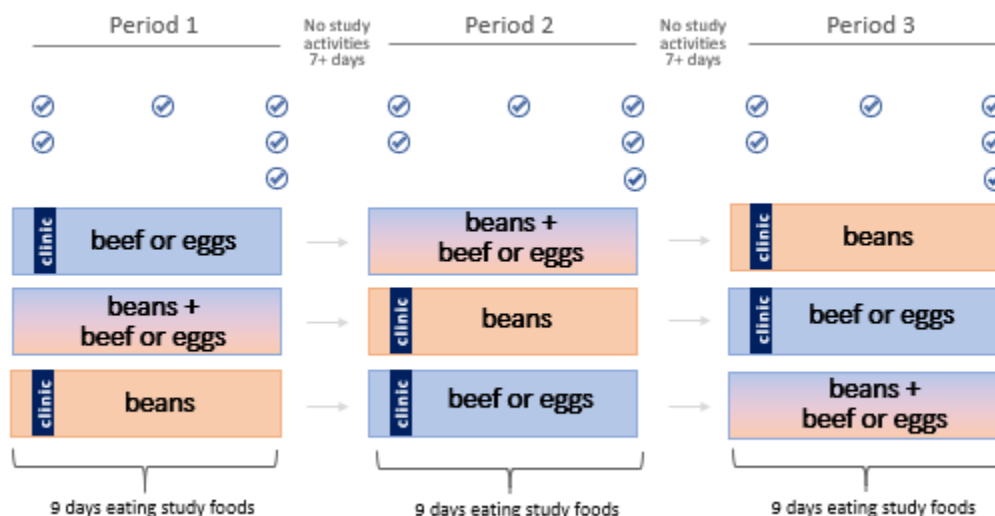 Period 1
No study
activities
7+ days
Period 2
No study
activities
7+ days
Period 3
clinic
beef or eggs
beans +
beef or eggs
clinic
beans
beans +
beef or eggs
clinic
beans
clinic
beef or eggs
clinic
beans
clinic
beef or eggs
beans +
beef or eggs
9 days eating study foods
9 days eating study foods
9 days eating study foods